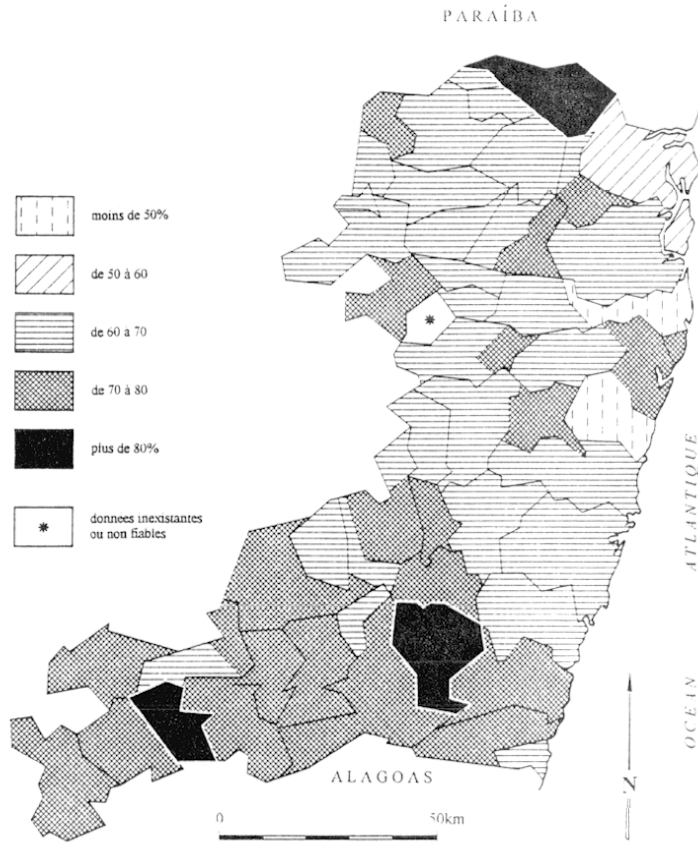 PARAÍBA
moins de 50%
de 50 à 60
de 60 a 70
de 70 à 80
plus de 80%
données inexistantes
ou non fiables
ATLANTIQUE
OCEAN
ALAGOAS
N
0 50km